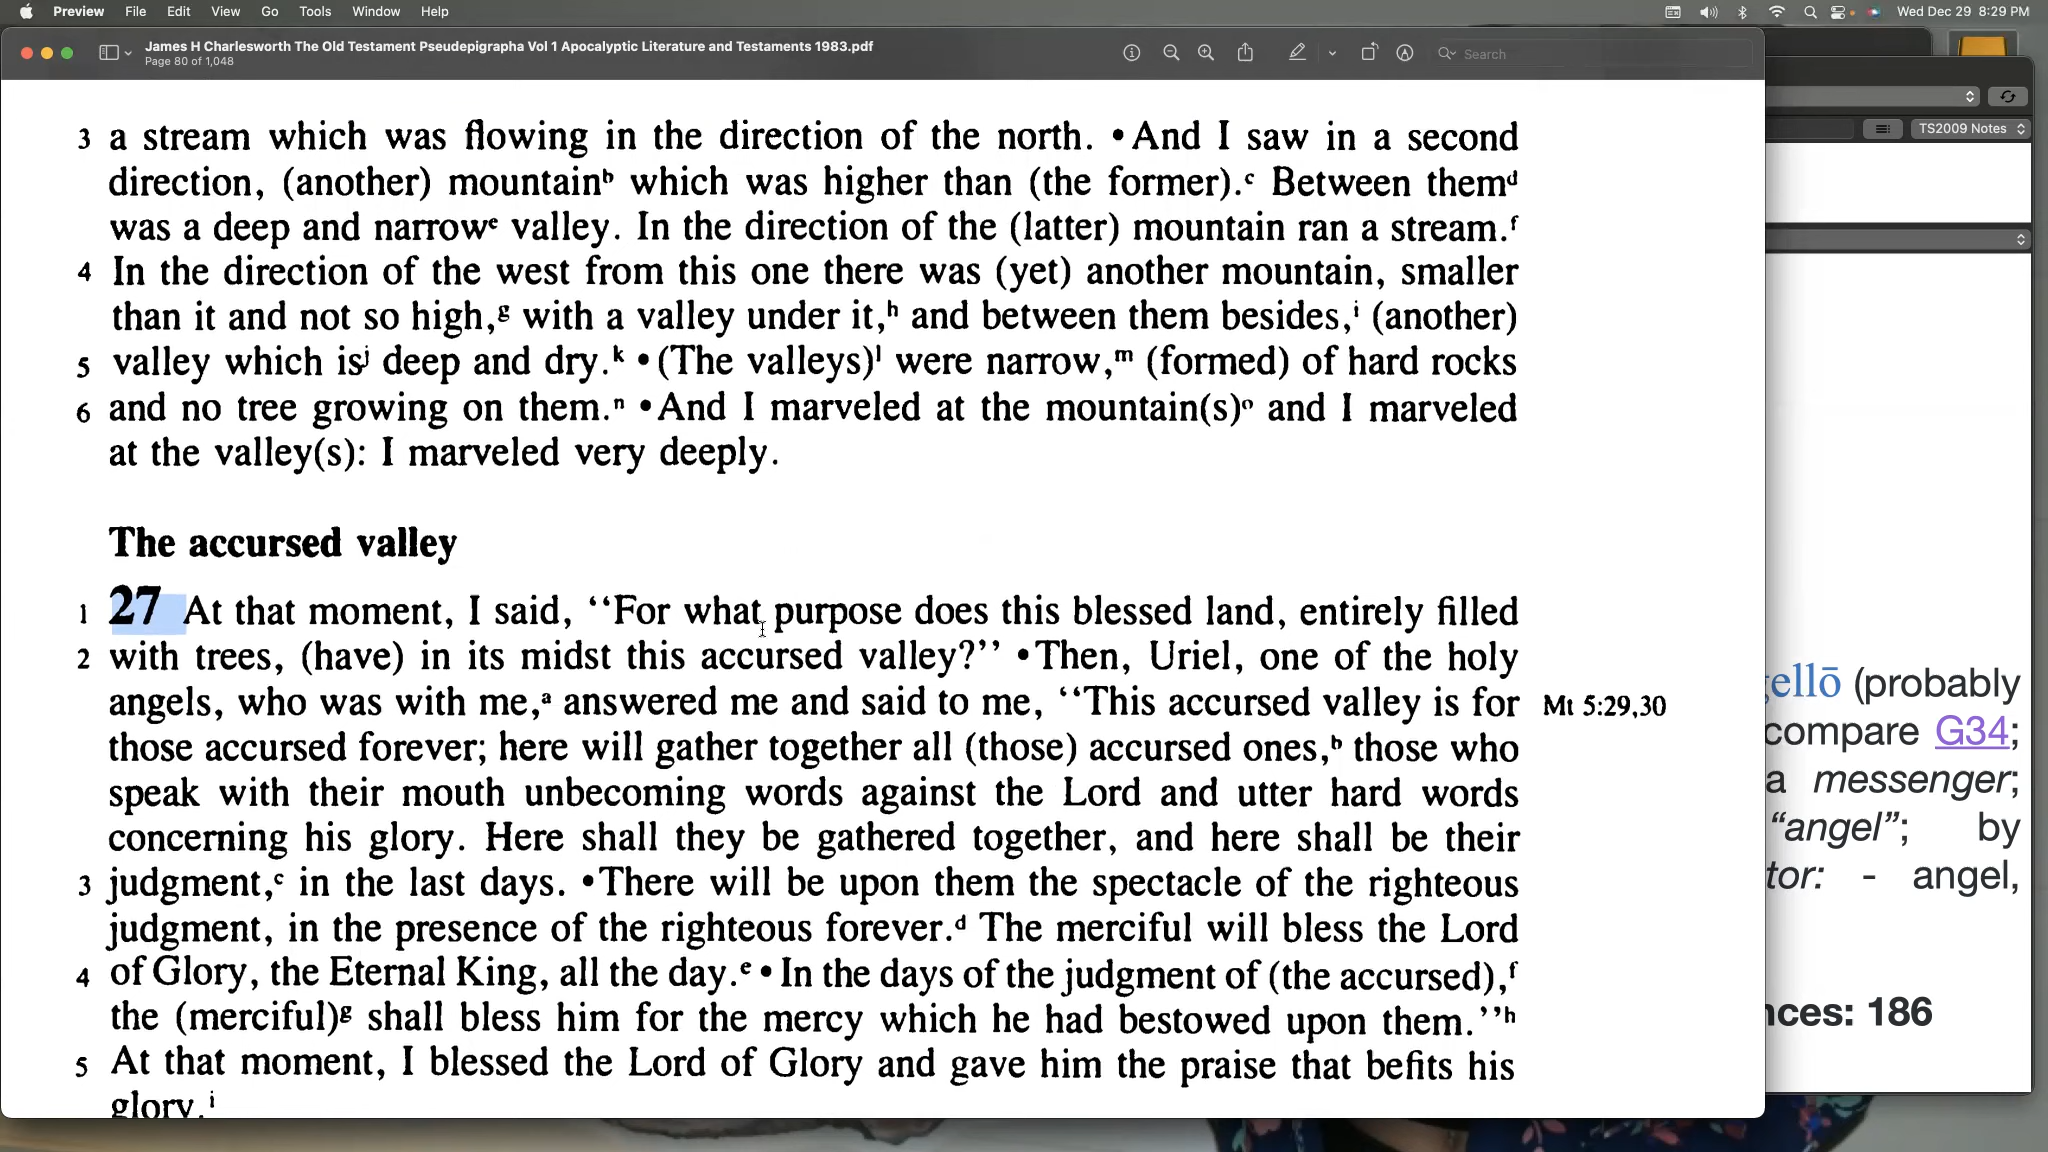 Preview File Edit View Go Tools Window Help Wed Dec 29 8:29 PM
James H Charlesworth The Old Testament Pseudepigrapha Vol 1 Apocalyptic Literature and Testaments 1983.pdf
Page 80 of 1,048
Search
TS2009 Notes
3 a stream which was flowing in the direction of the north. •And I saw in a second
direction, (another) mountainᵇ which was higher than (the former).ᶜ Between themᵈ
was a deep and narrowᵉ valley. In the direction of the (latter) mountain ran a stream.ᶠ
4 In the direction of the west from this one there was (yet) another mountain, smaller
than it and not so high,ᵍ with a valley under it,ʰ and between them besides,ⁱ (another)
5 valley which isʲ deep and dry.ᵏ •(The valleys)ˡ were narrow,ᵐ (formed) of hard rocks
6 and no tree growing on them.ⁿ •And I marveled at the mountain(s)ᵒ and I marveled
at the valley(s): I marveled very deeply.
The accursed valley
1 27 At that moment, I said, ‘‘For what purpose does this blessed land, entirely filled
2 with trees, (have) in its midst this accursed valley?’’ •Then, Uriel, one of the holy
angels, who was with me,ᵃ answered me and said to me, ‘‘This accursed valley is for Mt 5:29,30
those accursed forever; here will gather together all (those) accursed ones,ᵇ those who
speak with their mouth unbecoming words against the Lord and utter hard words
concerning his glory. Here shall they be gathered together, and here shall be their
3 judgment,ᶜ in the last days. •There will be upon them the spectacle of the righteous
judgment, in the presence of the righteous forever.ᵈ The merciful will bless the Lord
4 of Glory, the Eternal King, all the day.ᵉ •In the days of the judgment of (the accursed),ᶠ
the (merciful)ᵍ shall bless him for the mercy which he had bestowed upon them.’’ʰ
5 At that moment, I blessed the Lord of Glory and gave him the praise that befits his
glory.ⁱ
ellō (probably
compare G34;
a messenger;
“angel”; by
tor: - angel,
nces: 186